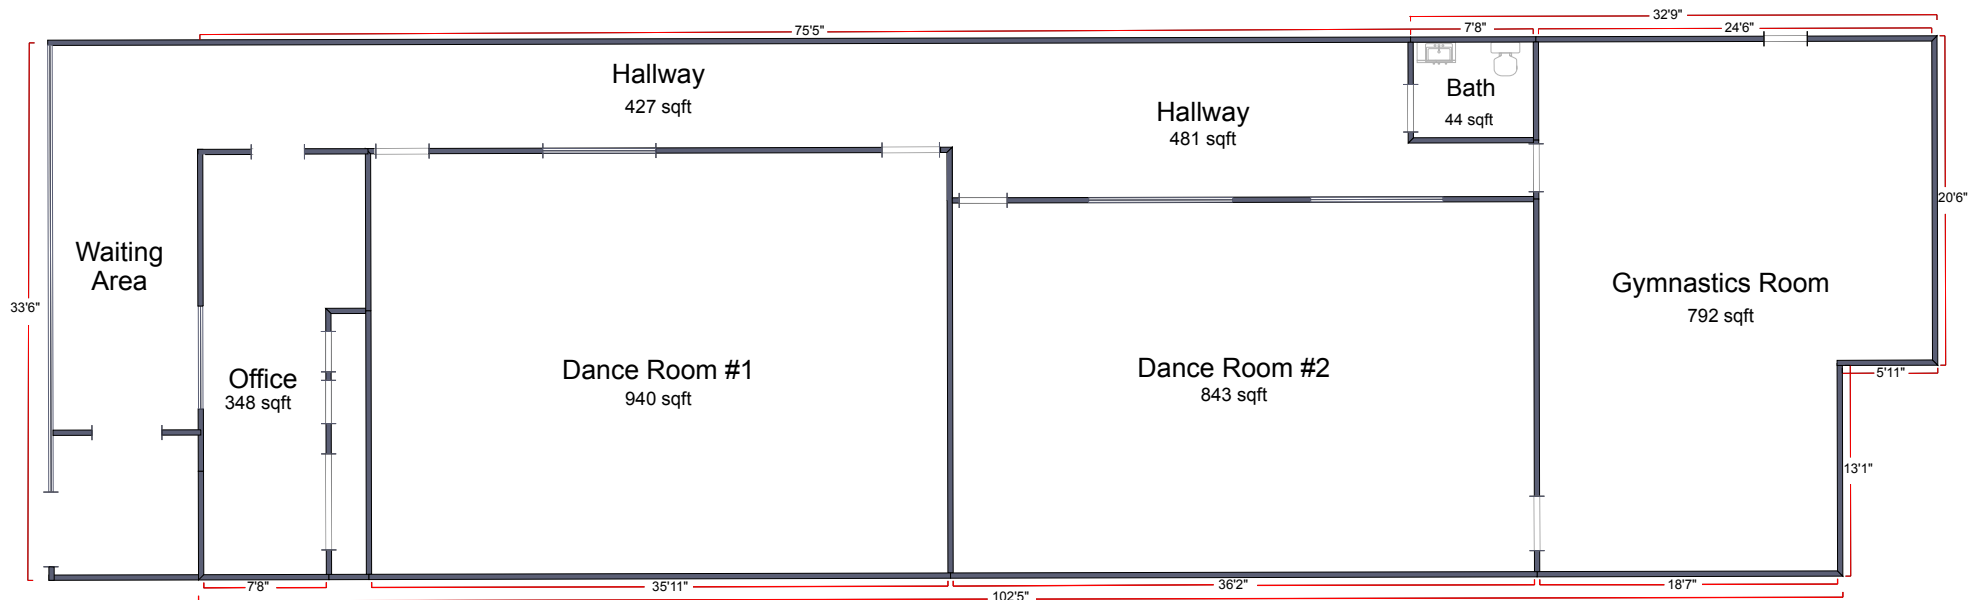 32'9"
75'5"
7'8"
24'6"
Hallway
427 sqft
Bath
44 sqft
Hallway
481 sqft
20'6"
Waiting
Area
Gymnastics Room
792 sqft
33'6"
Office
348 sqft
Dance Room #1
940 sqft
Dance Room #2
843 sqft
5'11"
13'1"
7'8"
35'11"
36'2"
18'7"
102'5"